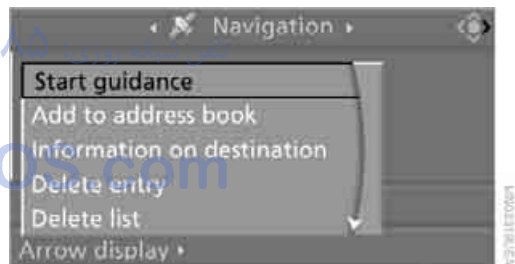 Navigation
Start guidance
Add to address book
Information on destination
Delete entry
Delete list
Arrow display